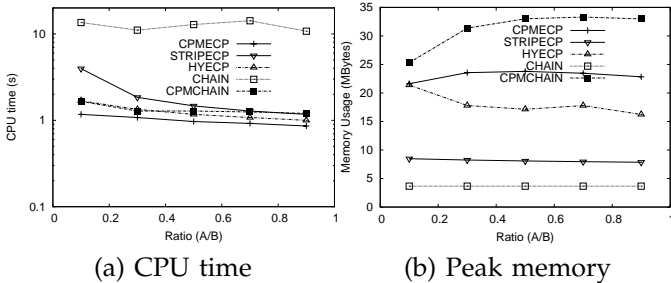 10
1
0.1
0 0.2 0.4 0.6 0.8 1
CPU time (s)
Ratio (A/B)
CPMECP
STRIPECP
HYECP
CHAIN
CPMCHAIN
(a) CPU time
35
30
25
20
15
10
5
0
0 0.2 0.4 0.6 0.8 1
Memory Usage (MBytes)
Ratio (A/B)
CPMECP
STRIPECP
HYECP
CHAIN
CPMCHAIN
(b) Peak memory